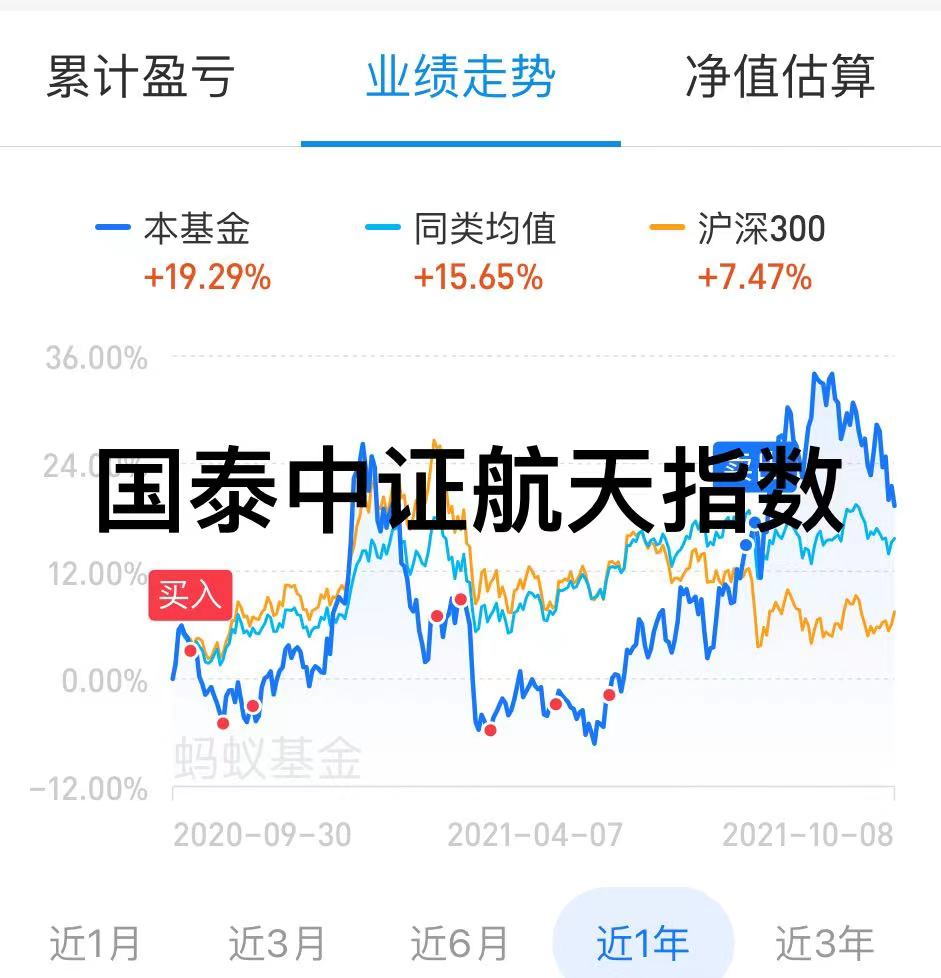 累计盈亏 业绩走势 净值估算
本基金 同类均值 沪深300
+19.29% +15.65% +7.47%
36.00%
国泰中证航天指数
12.00%
买入
0.00%
蚂蚁基金
-12.00%
2020-09-30 2021-04-07 2021-10-08
近1月 近3月 近6月 近1年 近3年